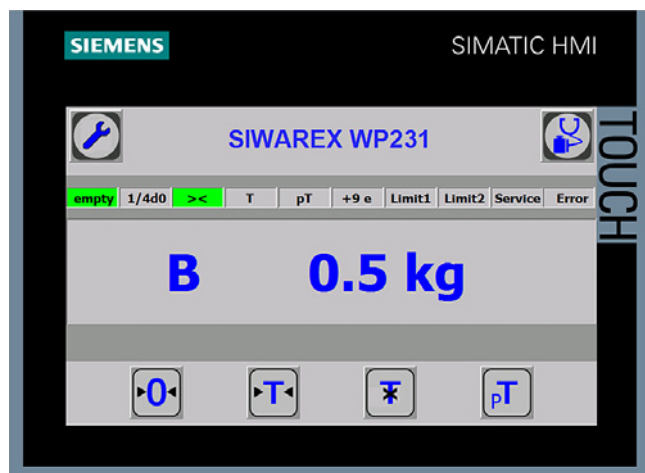 SIEMENS
SIMATIC HMI
TOUCH
SIWAREX WP231
empty 1/4d0 >< T pT +9 e Limit1 Limit2 Service Error
B 0.5 kg
0 T T pT